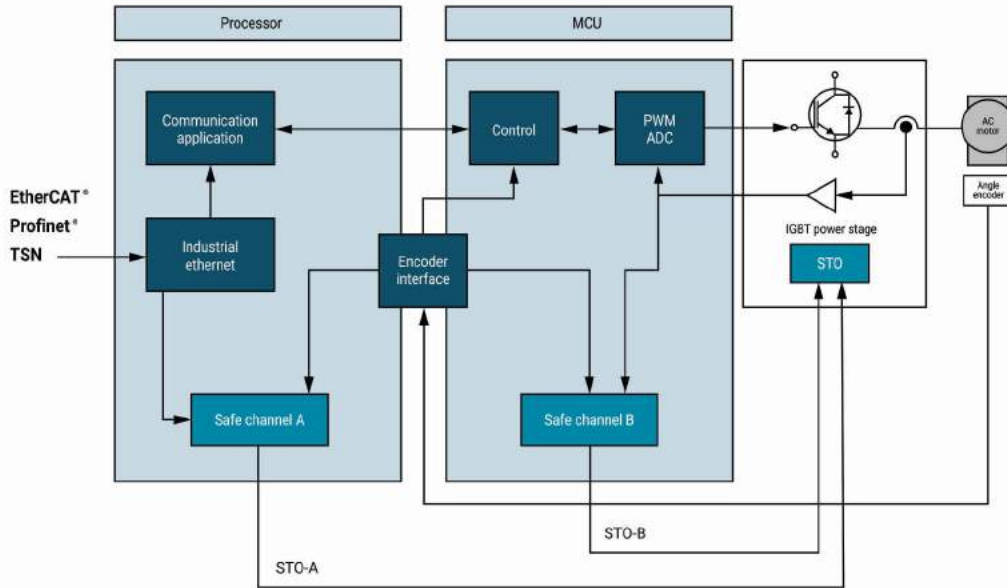 Processor
MCU
Communication
application
Control
PWM
ADC
AC
motor
EtherCAT®
Profinet®
TSN
Industrial
ethernet
Encoder
interface
Angle
encoder
IGBT power stage
STO
Safe channel A
Safe channel B
STO-B
STO-A